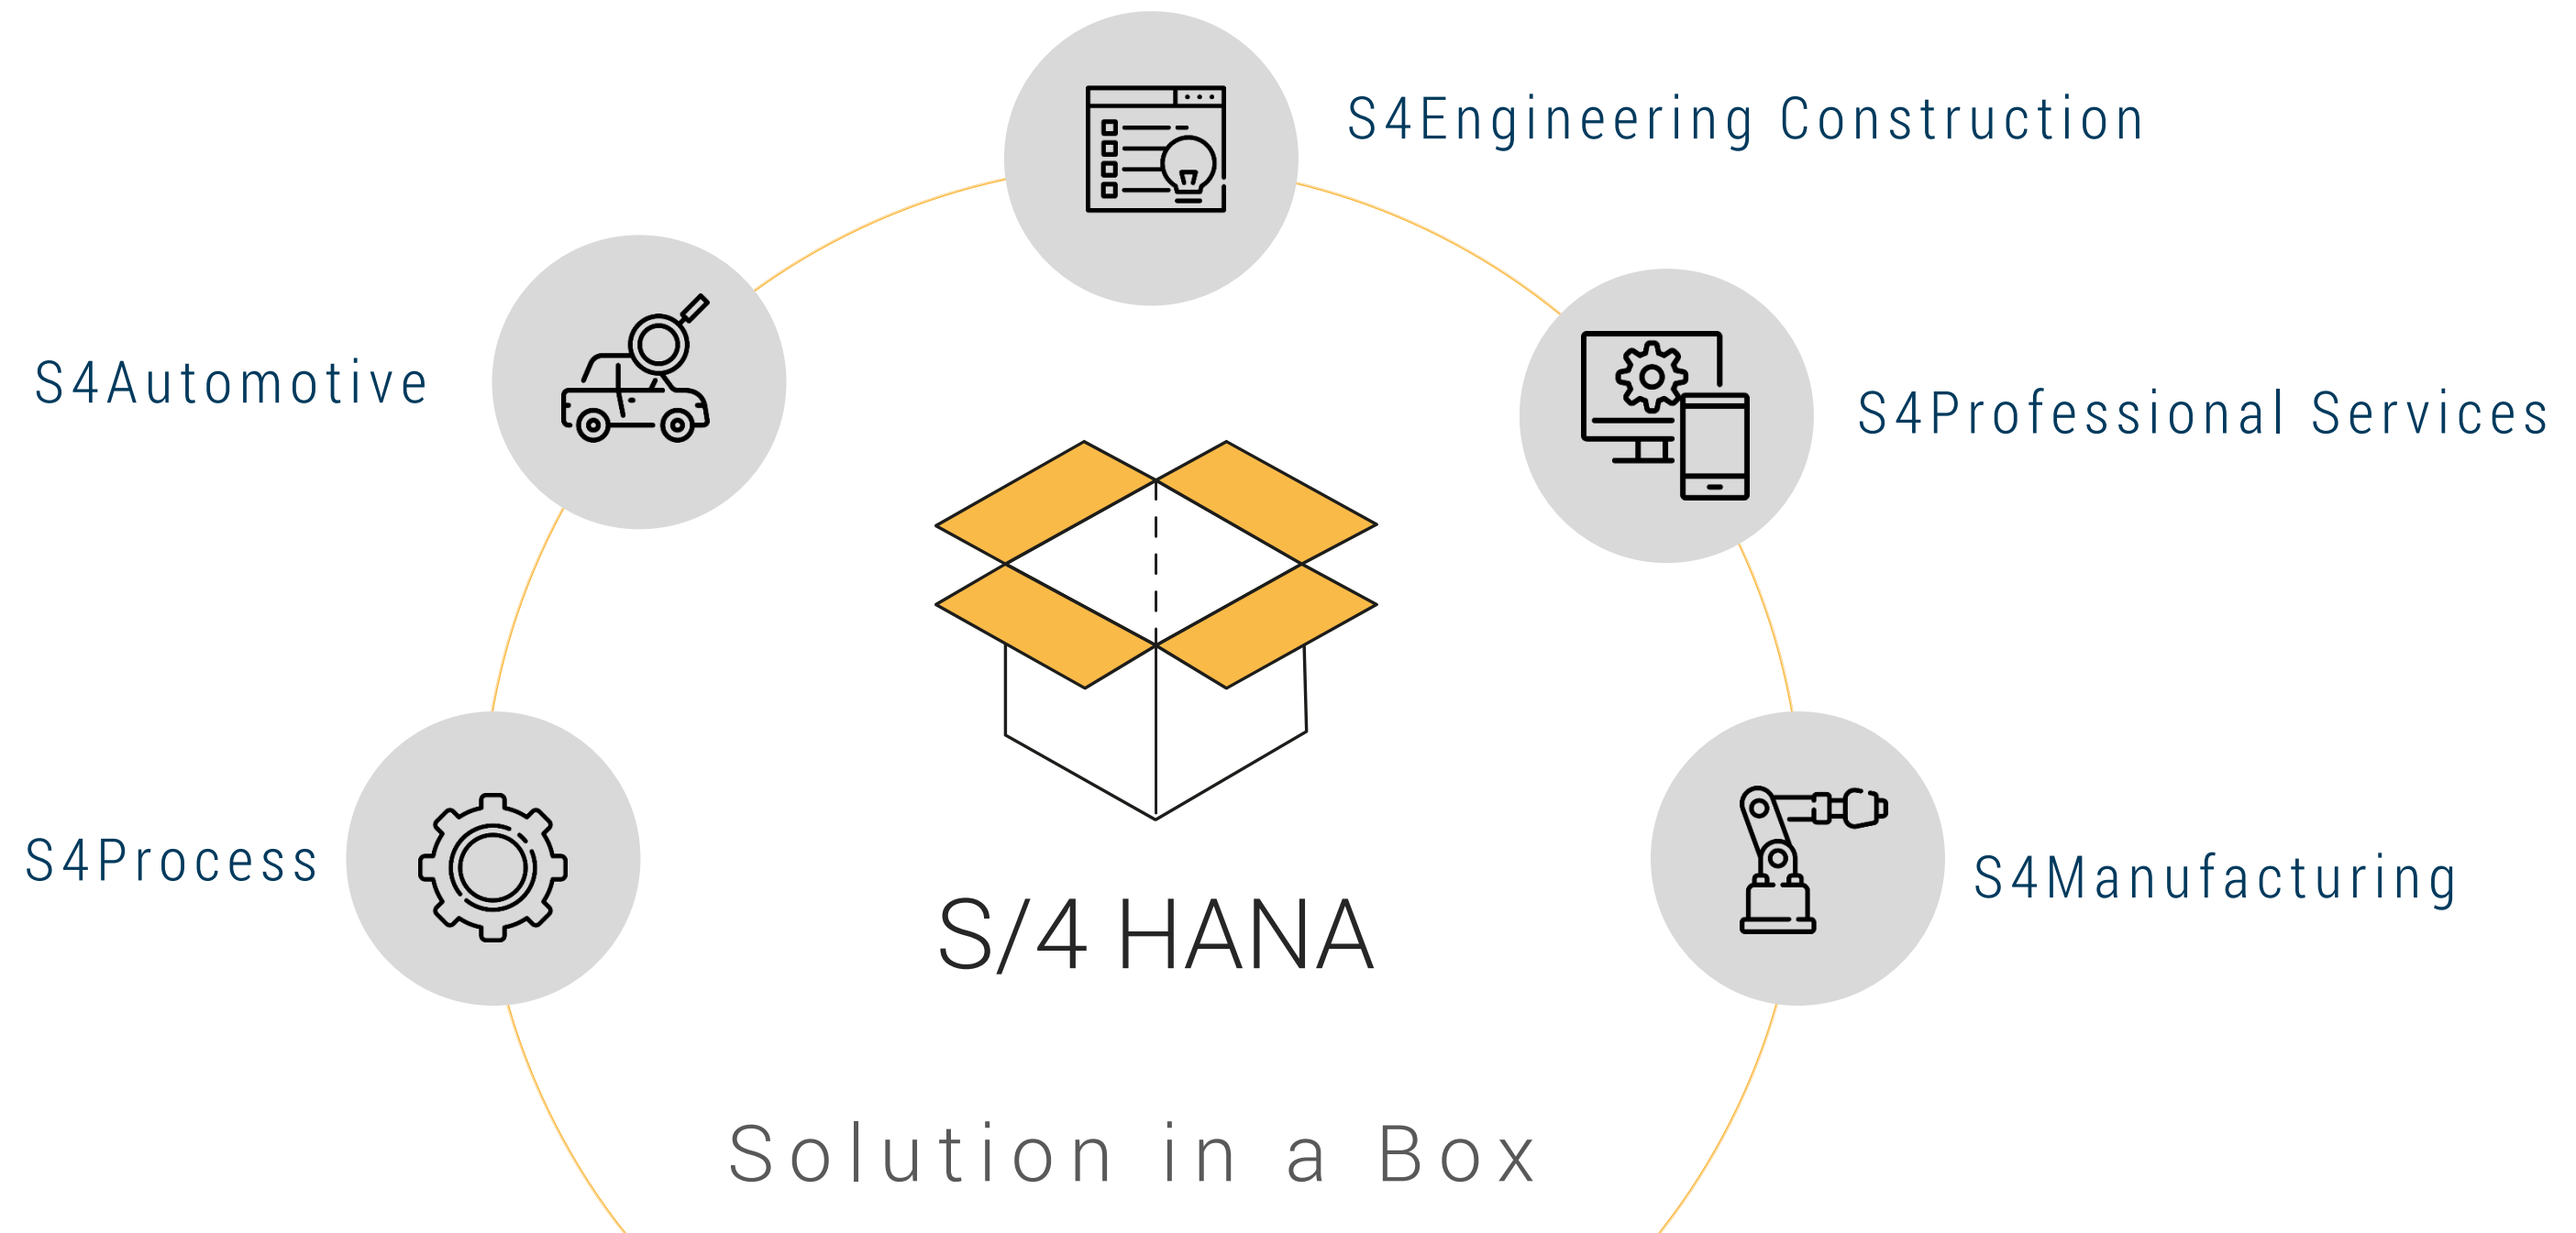 S4Engineering Construction
S4Automotive
S4Professional Services
S4Process
S4Manufacturing
S/4 HANA
Solution in a Box